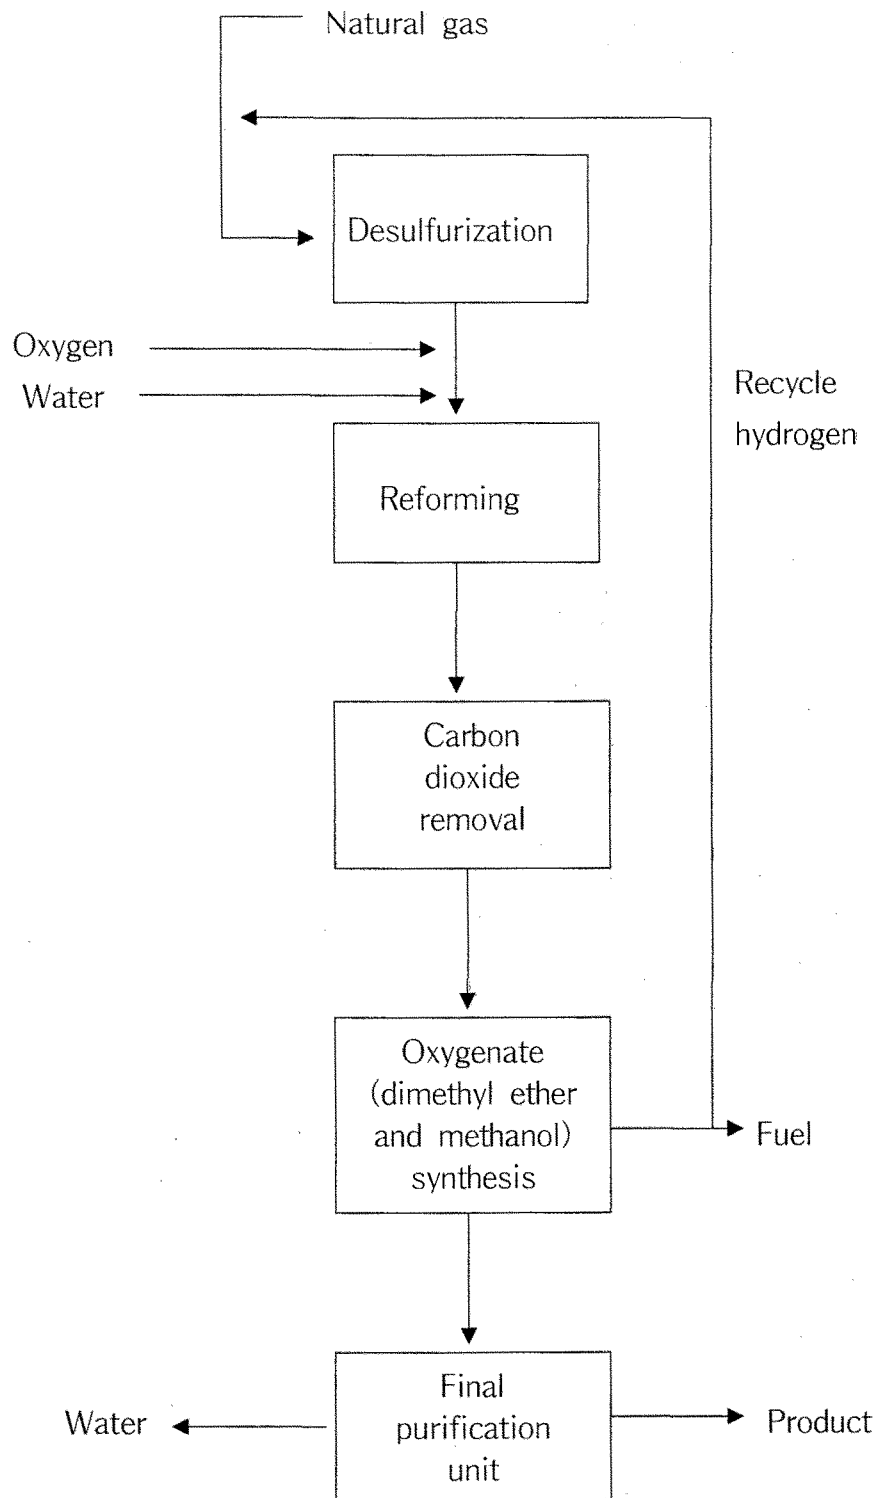 Natural gas
Desulfurization
Oxygen
Water
Recycle
hydrogen
Reforming
Carbon
dioxide
removal
Oxygenate
(dimethyl ether
and methanol)
synthesis
Fuel
Final
purification
unit
Water
Product